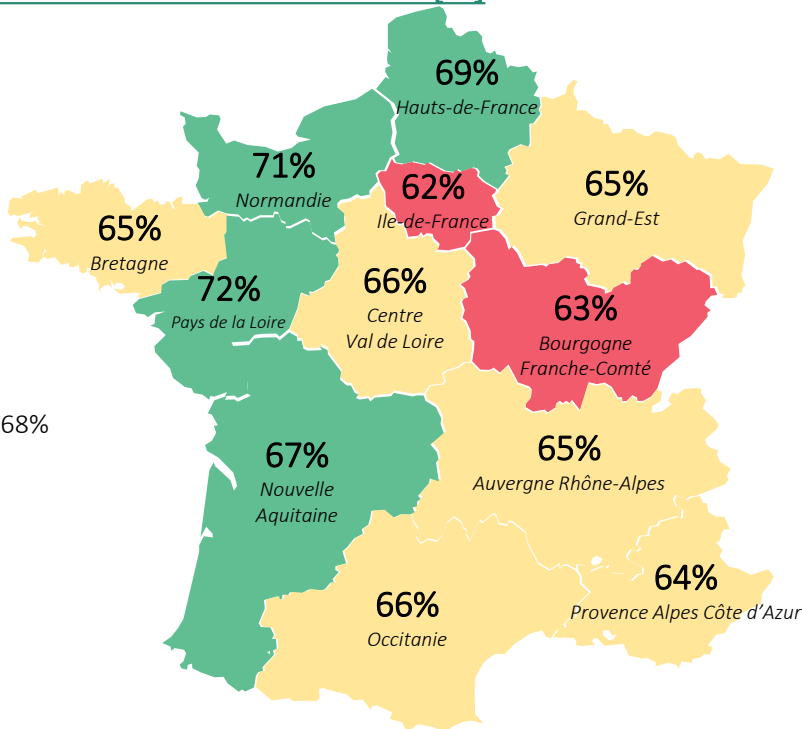 69%
Hauts-de-France
71%
Normandie
62%
Ile-de-France
65%
Grand-Est
65%
Bretagne
72%
Pays de la Loire
66%
Centre
Val de Loire
63%
Bourgogne
Franche-Comté
68%
67%
Nouvelle
Aquitaine
65%
Auvergne Rhône-Alpes
64%
Provence Alpes Côte d’Azur
66%
Occitanie